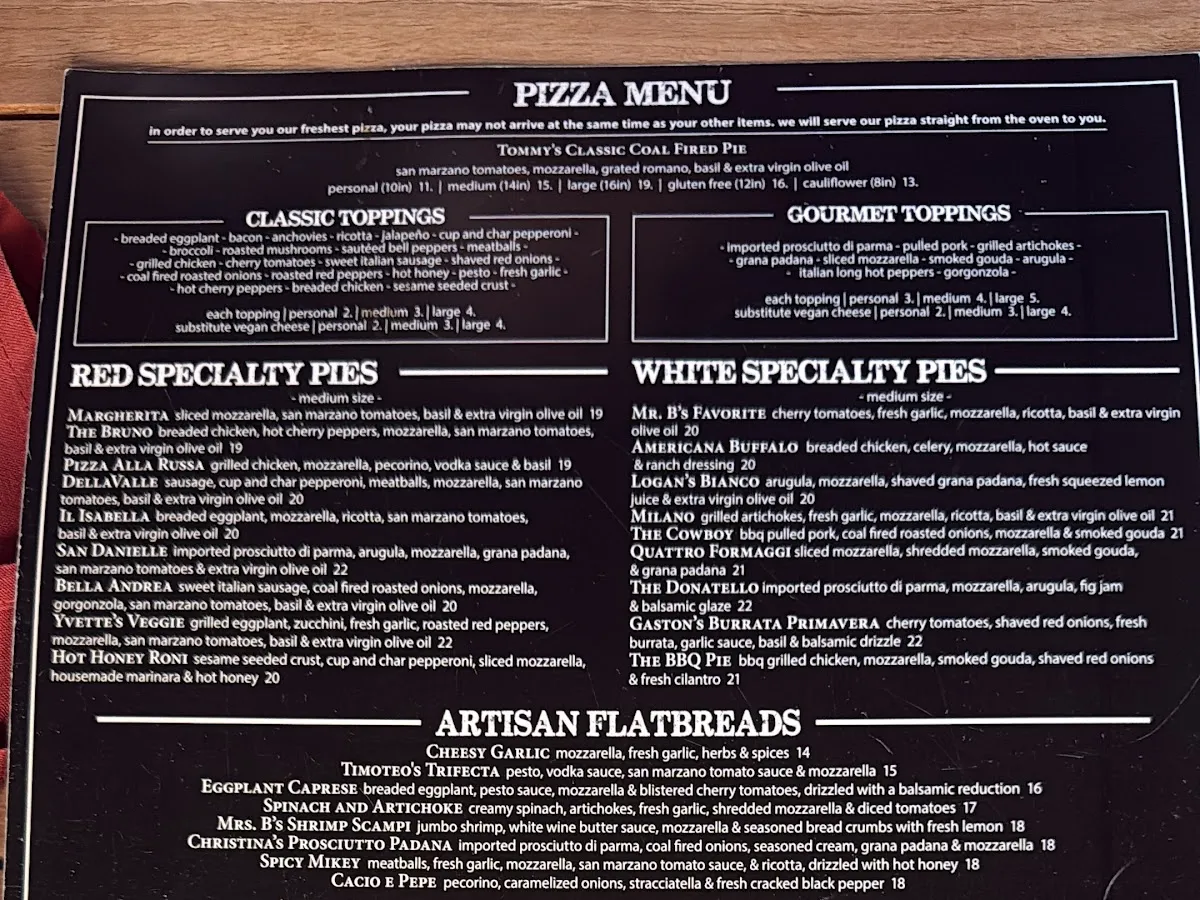 PIZZA MENU
in order to serve you our freshest pizza, your pizza may not arrive at the same time as your other items. we will serve our pizza straight from the oven to you.
TOMMY'S CLASSIC COAL FIRED PIE
san marzano tomatoes, mozzarella, grated romano, basil & extra virgin olive oil
personal (10in) 11. | medium (14in) 15. | large (16in) 19. | gluten free (12in) 16. | cauliflower (8in) 13.
CLASSIC TOPPINGS
- breaded eggplant - bacon - anchovies - ricotta - jalapeño - cup and char pepperoni -
- broccoli - roasted mushrooms - sautéed bell peppers - meatballs -
- grilled chicken - cherry tomatoes - sweet italian sausage - shaved red onions -
- coal fired roasted onions - roasted red peppers - hot honey - pesto - fresh garlic -
- hot cherry peppers - breaded chicken - sesame seeded crust -
each topping | personal 2. | medium 3. | large 4.
substitute vegan cheese | personal 2. | medium 3. | large 4.
GOURMET TOPPINGS
- imported prosciutto di parma - pulled pork - grilled artichokes -
- grana padana - sliced mozzarella - smoked gouda - arugula -
- italian long hot peppers - gorgonzola -
each topping | personal 3. | medium 4. | large 5.
substitute vegan cheese | personal 2. | medium 3. | large 4.
RED SPECIALTY PIES
- medium size -
MARGHERITA sliced mozzarella, san marzano tomatoes, basil & extra virgin olive oil 19
THE BRUNO breaded chicken, hot cherry peppers, mozzarella, san marzano tomatoes,
basil & extra virgin olive oil 19
PIZZA ALLA RUSSA grilled chicken, mozzarella, pecorino, vodka sauce & basil 19
DELLAVALLE sausage, cup and char pepperoni, meatballs, mozzarella, san marzano
tomatoes, basil & extra virgin olive oil 20
IL ISABELLA breaded eggplant, mozzarella, ricotta, san marzano tomatoes,
basil & extra virgin olive oil 20
SAN DANIELLE imported prosciutto di parma, arugula, mozzarella, grana padana,
san marzano tomatoes & extra virgin olive oil 22
BELLA ANDREA sweet italian sausage, coal fired roasted onions, mozzarella,
gorgonzola, san marzano tomatoes, basil & extra virgin olive oil 20
YVETTE'S VEGGIE grilled eggplant, zucchini, fresh garlic, roasted red peppers,
mozzarella, san marzano tomatoes, basil & extra virgin olive oil 22
HOT HONEY RONI sesame seeded crust, cup and char pepperoni, sliced mozzarella,
housemade marinara & hot honey 20
WHITE SPECIALTY PIES
- medium size -
MR. B'S FAVORITE cherry tomatoes, fresh garlic, mozzarella, ricotta, basil & extra virgin
olive oil 20
AMERICANA BUFFALO breaded chicken, celery, mozzarella, hot sauce
& ranch dressing 20
LOGAN'S BIANCO arugula, mozzarella, shaved grana padana, fresh squeezed lemon
juice & extra virgin olive oil 20
MILANO grilled artichokes, fresh garlic, mozzarella, ricotta, basil & extra virgin olive oil 21
THE COWBOY bbq pulled pork, coal fired roasted onions, mozzarella & smoked gouda 21
QUATTRO FORMAGGI sliced mozzarella, shredded mozzarella, smoked gouda,
& grana padana 21
THE DONATELLO imported prosciutto di parma, mozzarella, arugula, fig jam
& balsamic glaze 22
GASTON'S BURRATA PRIMAVERA cherry tomatoes, shaved red onions, fresh
burrata, garlic sauce, basil & balsamic drizzle 22
THE BBQ PIE bbq grilled chicken, mozzarella, smoked gouda, shaved red onions
& fresh cilantro 21
ARTISAN FLATBREADS
CHEESY GARLIC mozzarella, fresh garlic, herbs & spices 14
TIMOTEO'S TRIFECTA pesto, vodka sauce, san marzano tomato sauce & mozzarella 15
EGGPLANT CAPRESE breaded eggplant, pesto sauce, mozzarella & blistered cherry tomatoes, drizzled with a balsamic reduction 16
SPINACH AND ARTICHOKE creamy spinach, artichokes, fresh garlic, shredded mozzarella & diced tomatoes 17
MRS. B'S SHRIMP SCAMPI jumbo shrimp, white wine butter sauce, mozzarella & seasoned bread crumbs with fresh lemon 18
CHRISTINA'S PROSCIUTTO PADANA imported prosciutto di parma, coal fired onions, seasoned cream, grana padana & mozzarella 18
SPICY MIKEY meatballs, fresh garlic, mozzarella, san marzano tomato sauce, & ricotta, drizzled with hot honey 18
CACIO E PEPE pecorino, caramelized onions, stracciatella & fresh cracked black pepper 18